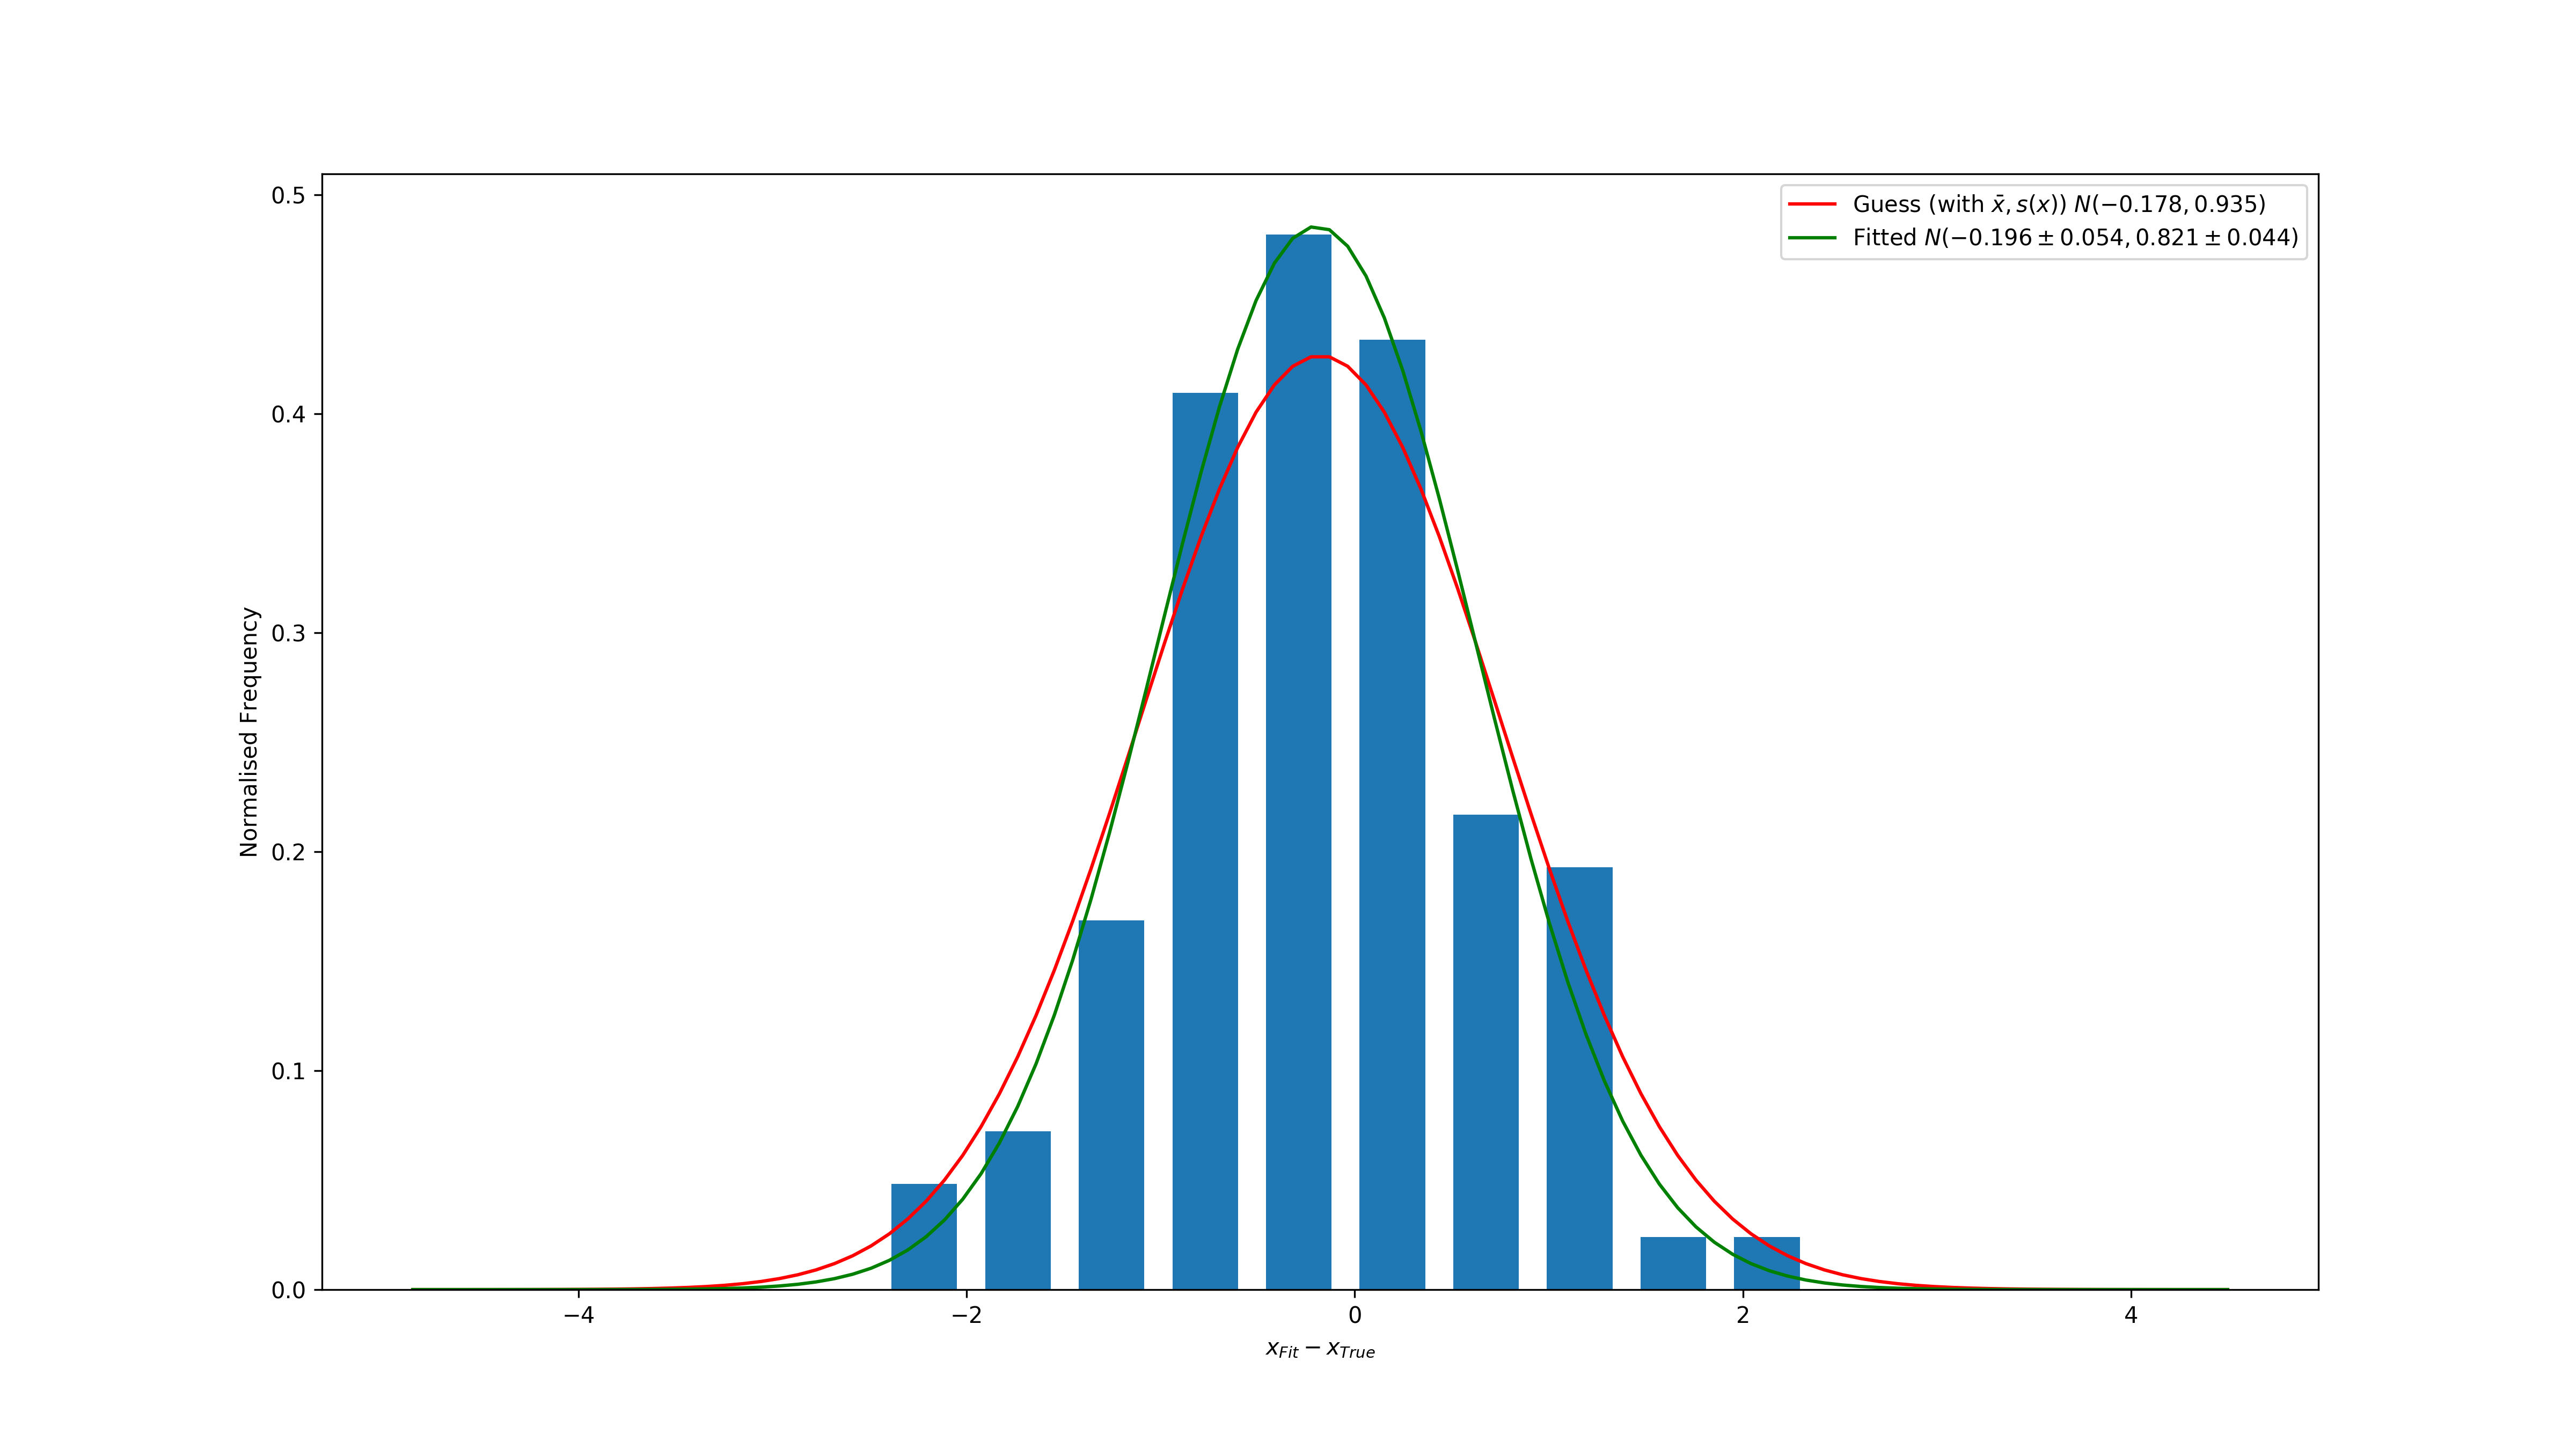 Guess (with x̄, s(x)) N(−0.178, 0.935)
Fitted N(−0.196 ± 0.054, 0.821 ± 0.044)
Normalised Frequency
0.5
0.4
0.3
0.2
0.1
0.0
−4 −2 0 2 4
x_Fit − x_True